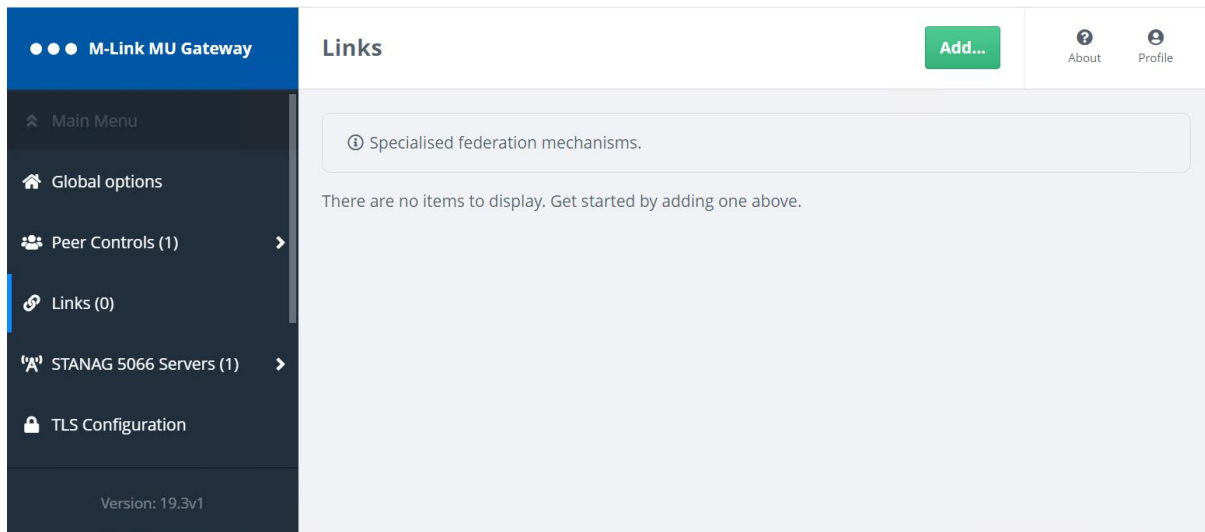 M-Link MU Gateway
Main Menu
Global options
Peer Controls (1)
Links (0)
STANAG 5066 Servers (1)
TLS Configuration
Version: 19.3v1
Links
Add...
About
Profile
Specialised federation mechanisms.
There are no items to display. Get started by adding one above.